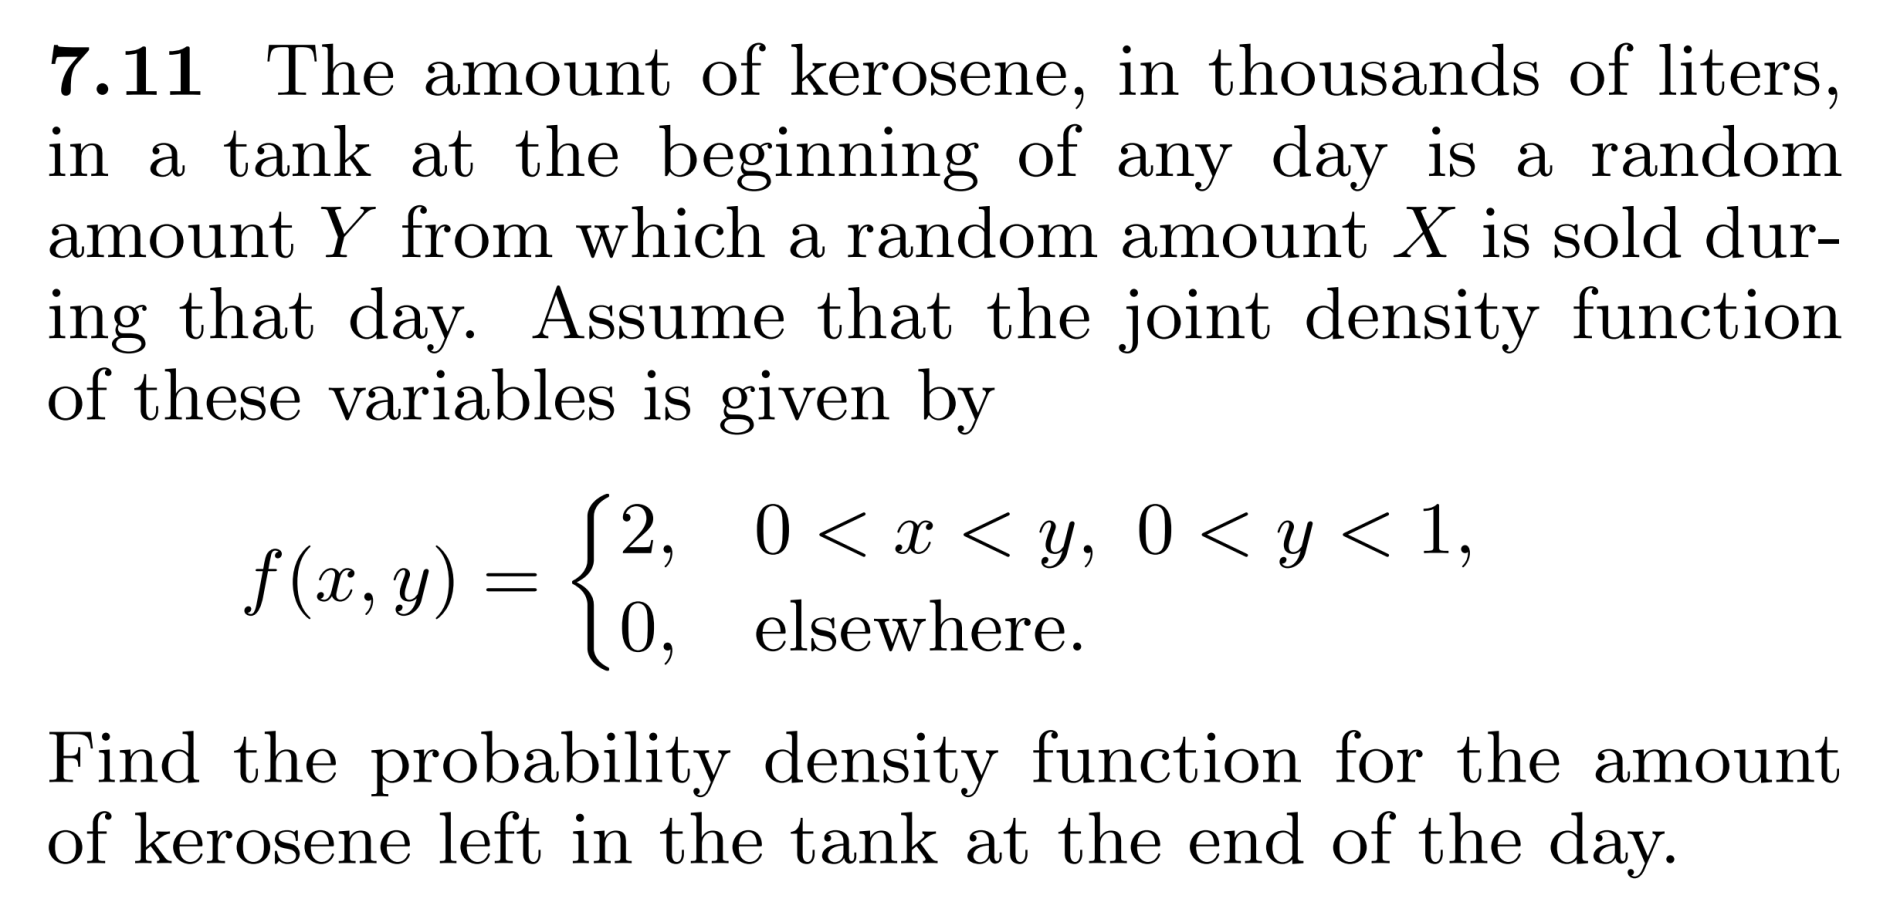 7.11 The amount of kerosene, in thousands of liters,
in a tank at the beginning of any day is a random
amount Y from which a random amount X is sold dur-
ing that day. Assume that the joint density function
of these variables is given by
f(x, y) = { 2, 0 < x < y, 0 < y < 1,
0, elsewhere.
Find the probability density function for the amount
of kerosene left in the tank at the end of the day.